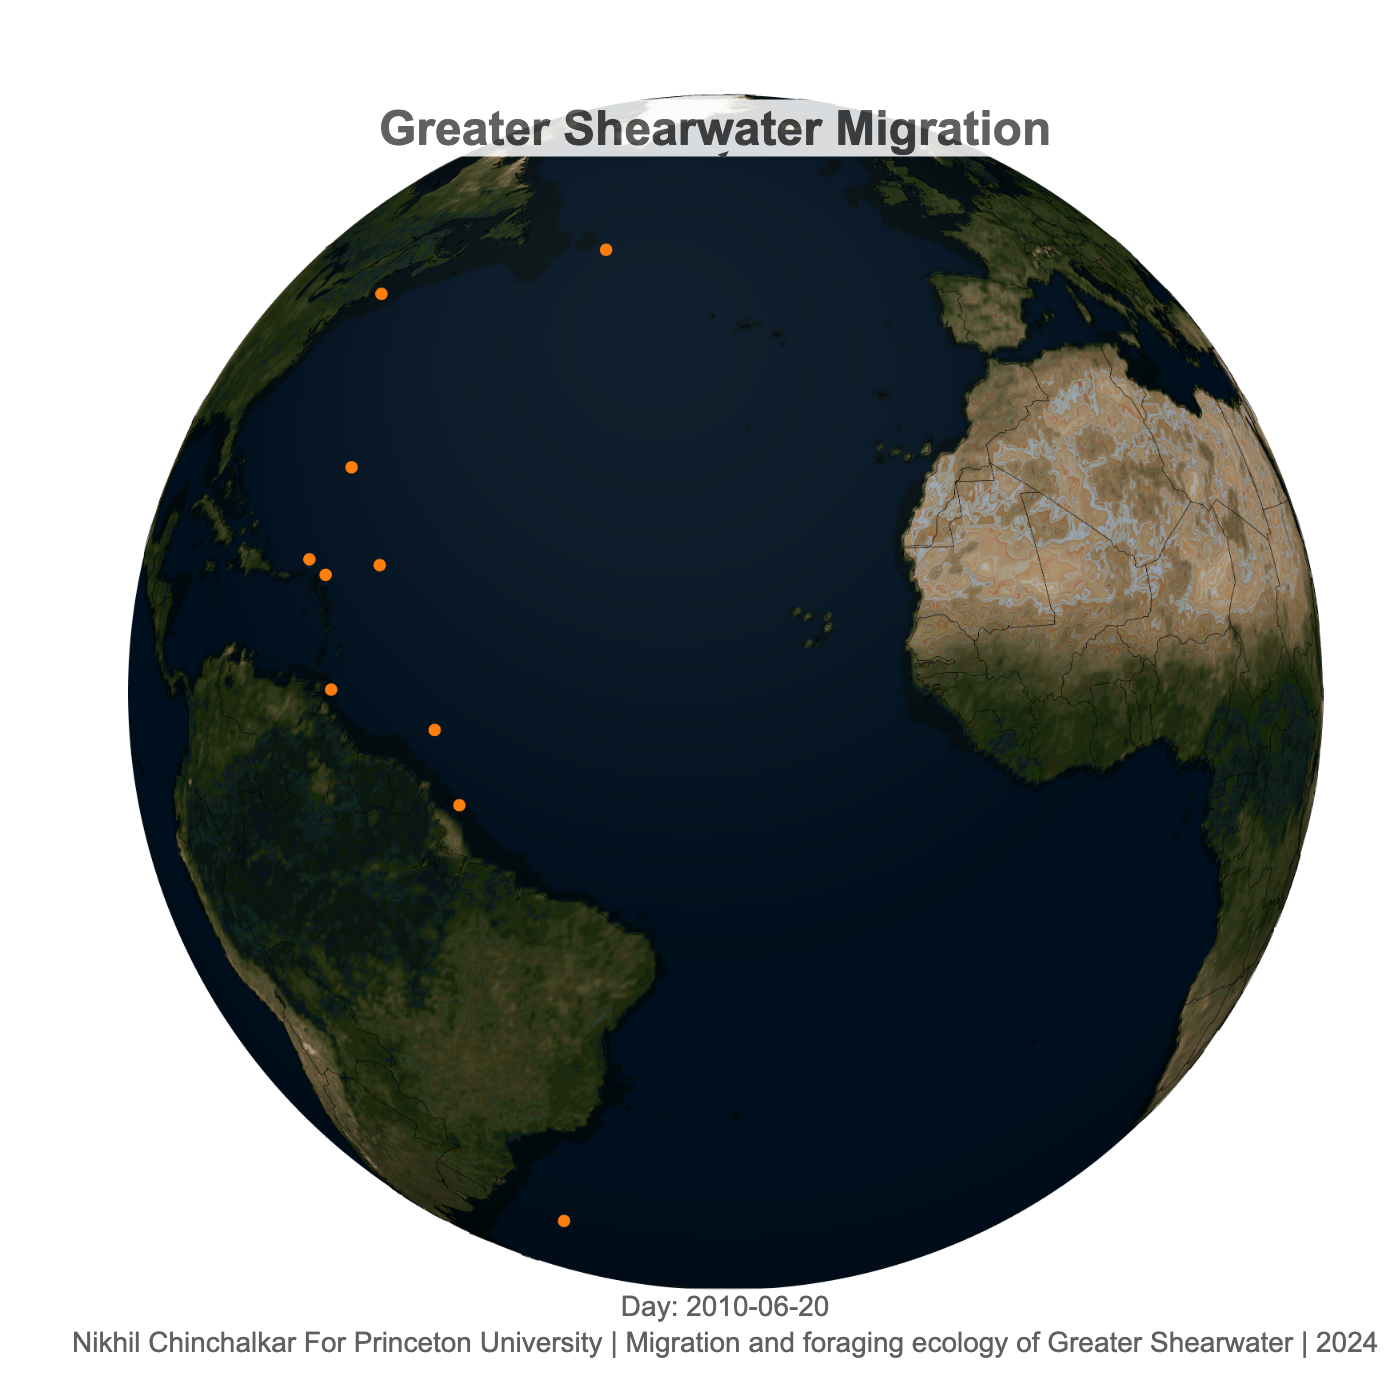 Greater Shearwater Migration
Day: 2010-06-20
Nikhil Chinchalkar For Princeton University | Migration and foraging ecology of Greater Shearwater | 2024